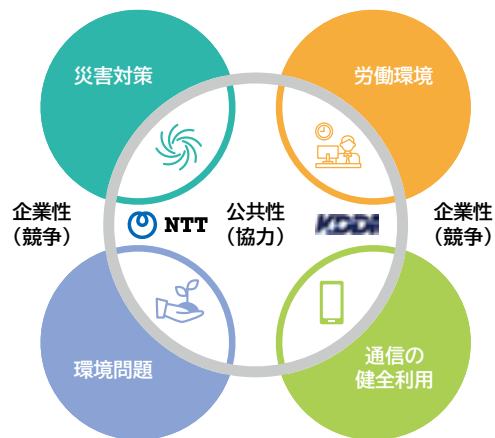 災害対策
労働環境
企業性
（競争）
NTT
公共性
（協力）
KDDI
企業性
（競争）
環境問題
通信の
健全利用